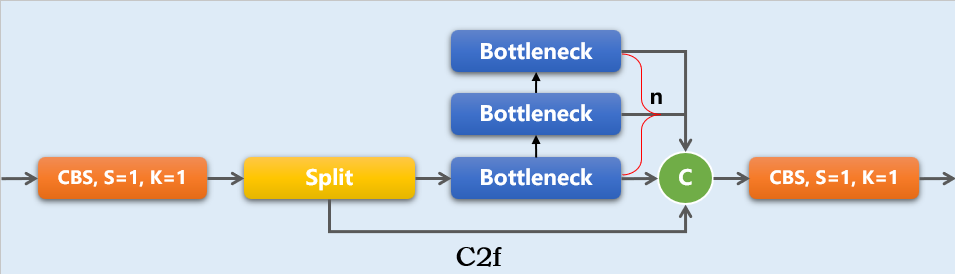 Bottleneck
Bottleneck
n
CBS, S=1, K=1
Split
Bottleneck
C
CBS, S=1, K=1
C2f